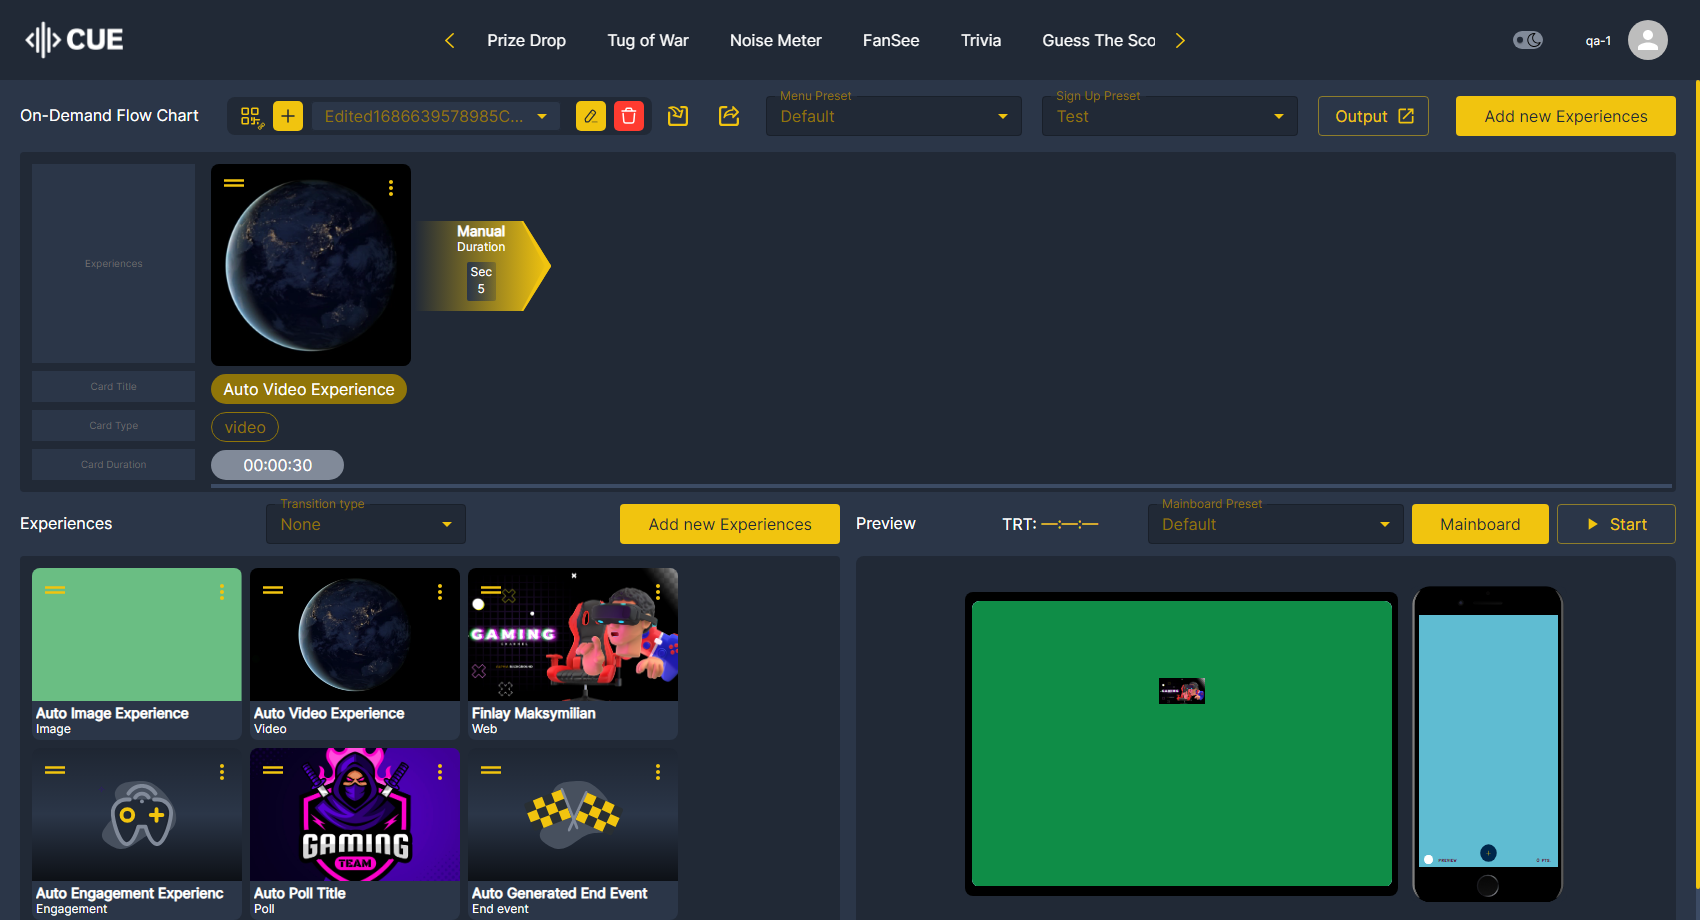 CUE
Prize Drop
Tug of War
Noise Meter
FanSee
Trivia
Guess The Sco
qa-1
On-Demand Flow Chart
Edited1686639578985C...
Menu Preset
Default
Sign Up Preset
Test
Output
Add new Experiences
Experiences
Manual
Duration
Sec
5
Card Title
Auto Video Experience
Card Type
video
Card Duration
00:00:30
Experiences
Transition type
None
Add new Experiences
Preview
TRT: —:—:—
Mainboard Preset
Default
Mainboard
Start
GAMING
Auto Image Experience
Image
Auto Video Experience
Video
Finlay Maksymilian
Web
GAMING
TEAM
Auto Engagement Experienc
Engagement
Auto Poll Title
Poll
Auto Generated End Event
End event
GAMING
PREVIEW
0 PTS